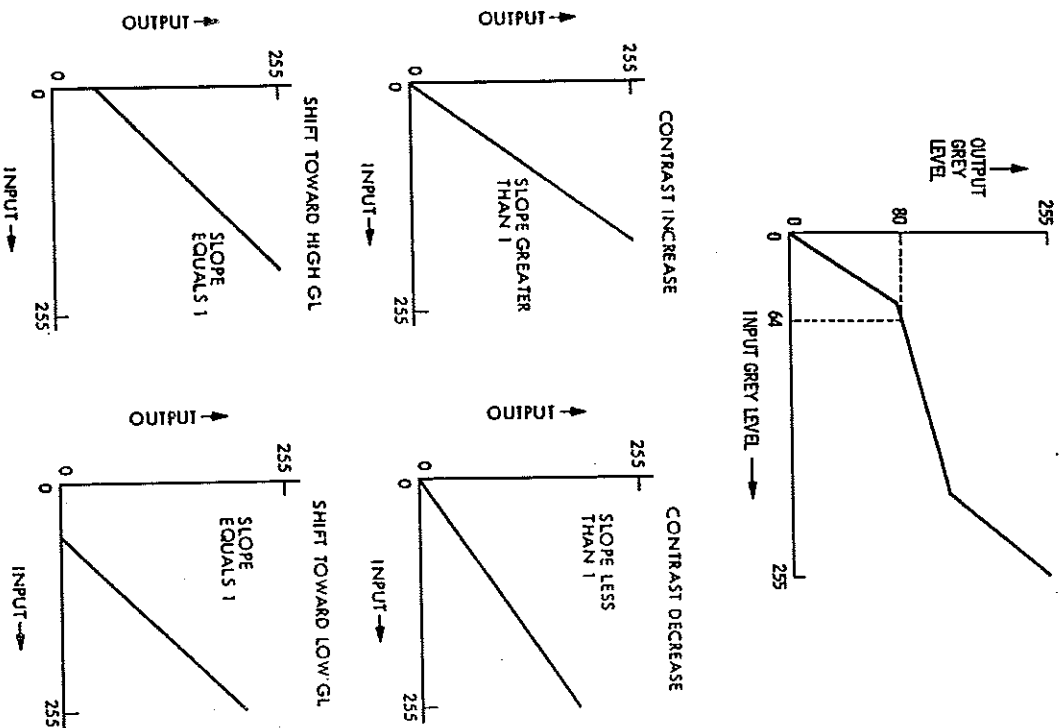 255
OUTPUT
GREY
LEVEL
80
0
0
64
255
INPUT GREY LEVEL →
CONTRAST INCREASE
255
OUTPUT →
SLOPE GREATER
THAN 1
0
0
255
INPUT →
CONTRAST DECREASE
255
OUTPUT →
SLOPE LESS
THAN 1
0
0
255
INPUT →
SHIFT TOWARD HIGH GL
255
OUTPUT →
SLOPE
EQUALS 1
0
0
255
INPUT →
SHIFT TOWARD LOW GL
255
OUTPUT →
SLOPE
EQUALS 1
0
0
255
INPUT →